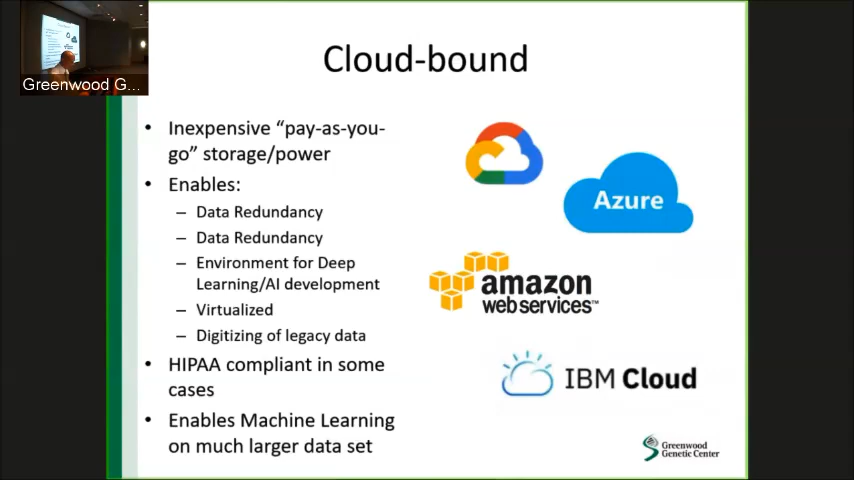 Greenwood G...
Cloud-bound
• Inexpensive “pay-as-you-
go” storage/power
• Enables:
– Data Redundancy
– Data Redundancy
– Environment for Deep
Learning/AI development
– Virtualized
– Digitizing of legacy data
• HIPAA compliant in some
cases
• Enables Machine Learning
on much larger data set
Azure
amazon
web services™
IBM Cloud
Greenwood
Genetic Center